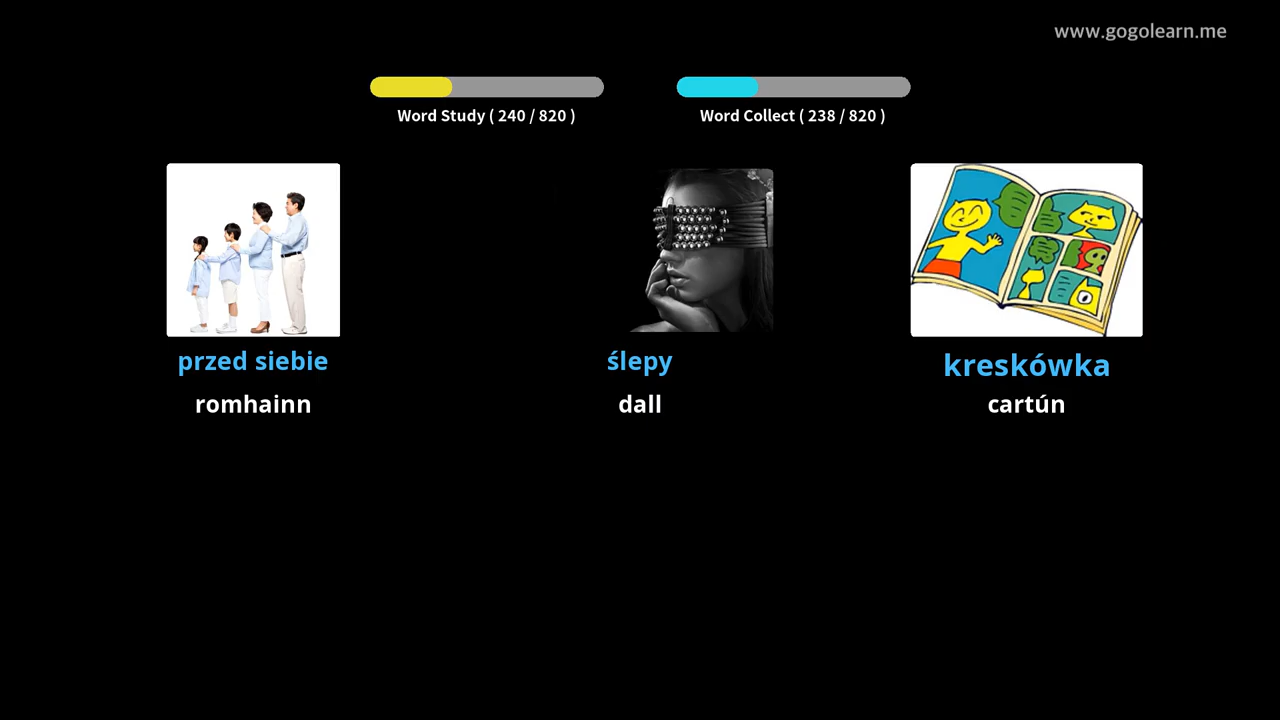 www.gogolearn.me
Word Study ( 240 / 820 )
Word Collect ( 238 / 820 )
przed siebie
romhainn
ślepy
dall
kreskówka
cartún